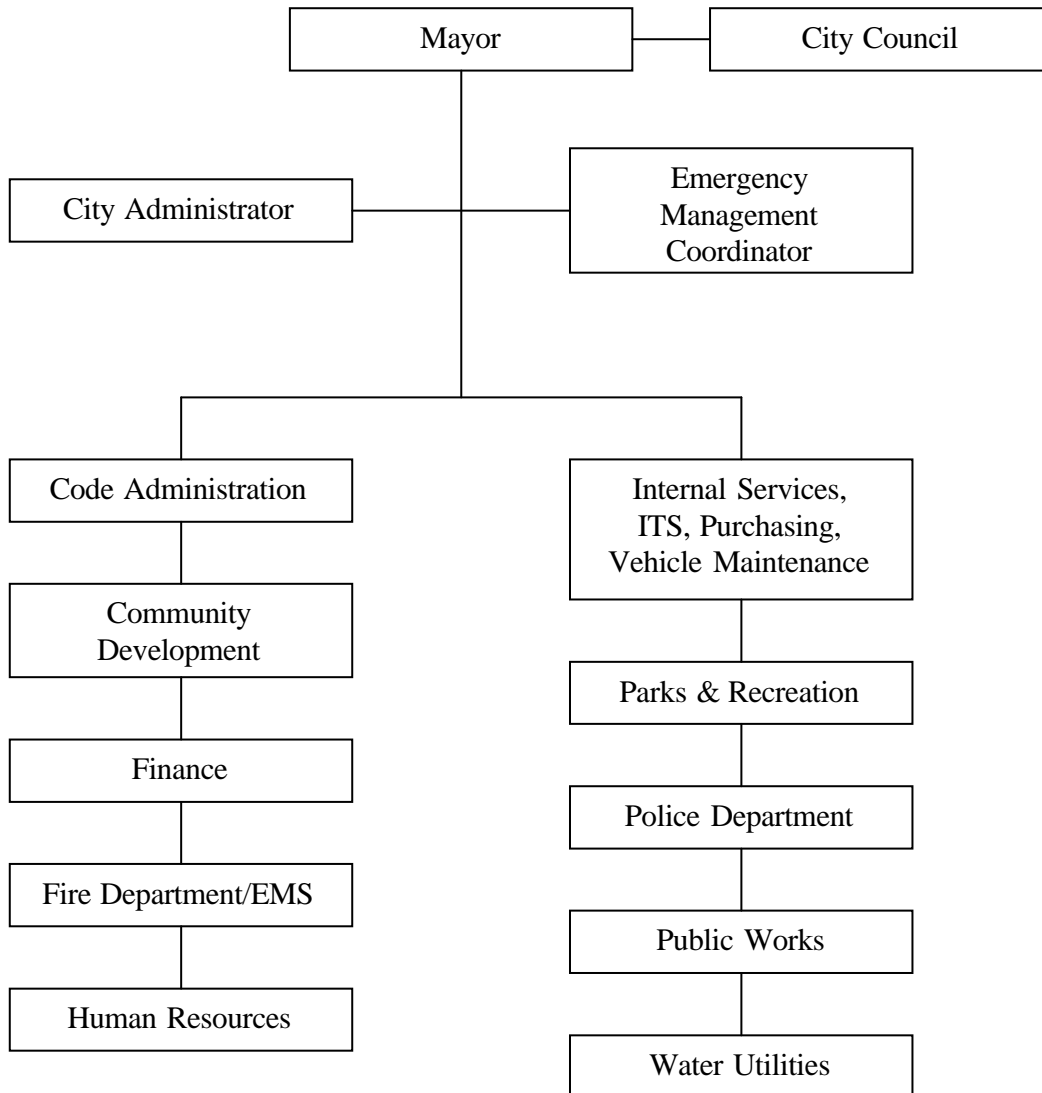 Mayor
City Council
City Administrator
Emergency
Management
Coordinator
Code Administration
Community
Development
Finance
Fire Department/EMS
Human Resources
Internal Services,
ITS, Purchasing,
Vehicle Maintenance
Parks & Recreation
Police Department
Public Works
Water Utilities